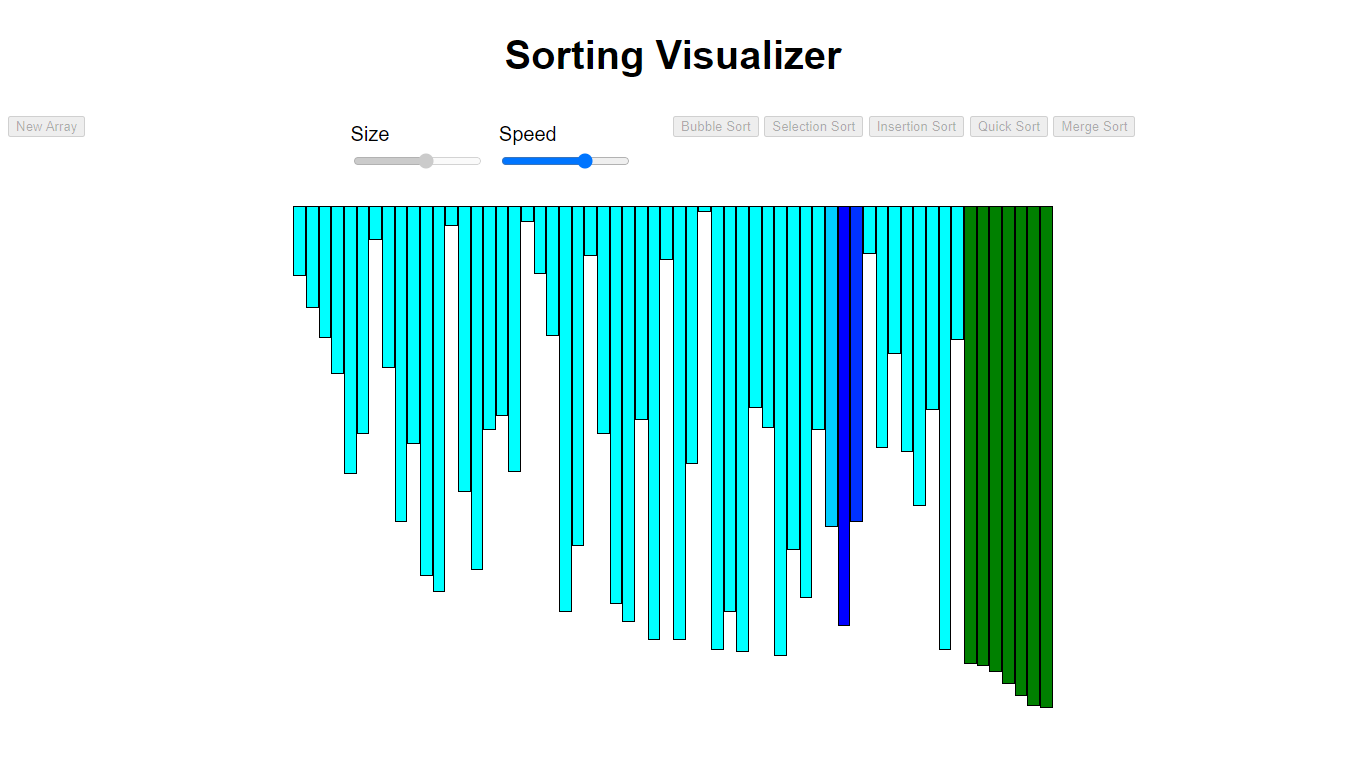 Sorting Visualizer
New Array
Size
Speed
Bubble Sort
Selection Sort
Insertion Sort
Quick Sort
Merge Sort